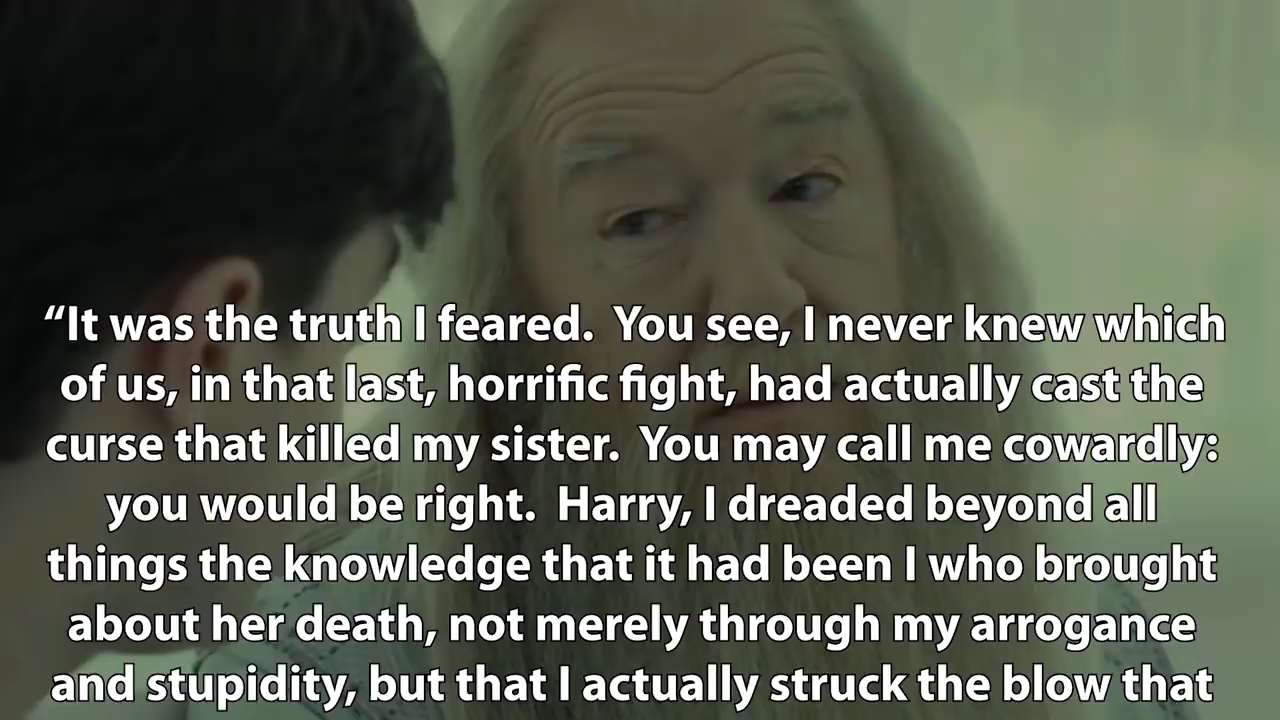 “It was the truth I feared.  You see, I never knew which
of us, in that last, horrific fight, had actually cast the
curse that killed my sister.  You may call me cowardly:
you would be right.  Harry, I dreaded beyond all
things the knowledge that it had been I who brought
about her death, not merely through my arrogance
and stupidity, but that I actually struck the blow that